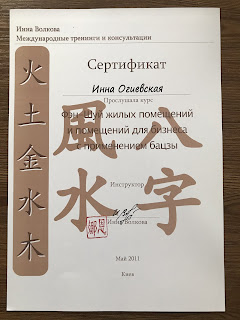 Инна Волкова
Международные тренинги и консультации
火
土
金
水
木
Сертификат
Инна Огиевская
Прослушала курс
Фэн-Шуй жилых помещений
и помещений для бизнеса
с применением бацзы
風水
八字
Инструктор
Инна Волкова
Май 2011
Киев